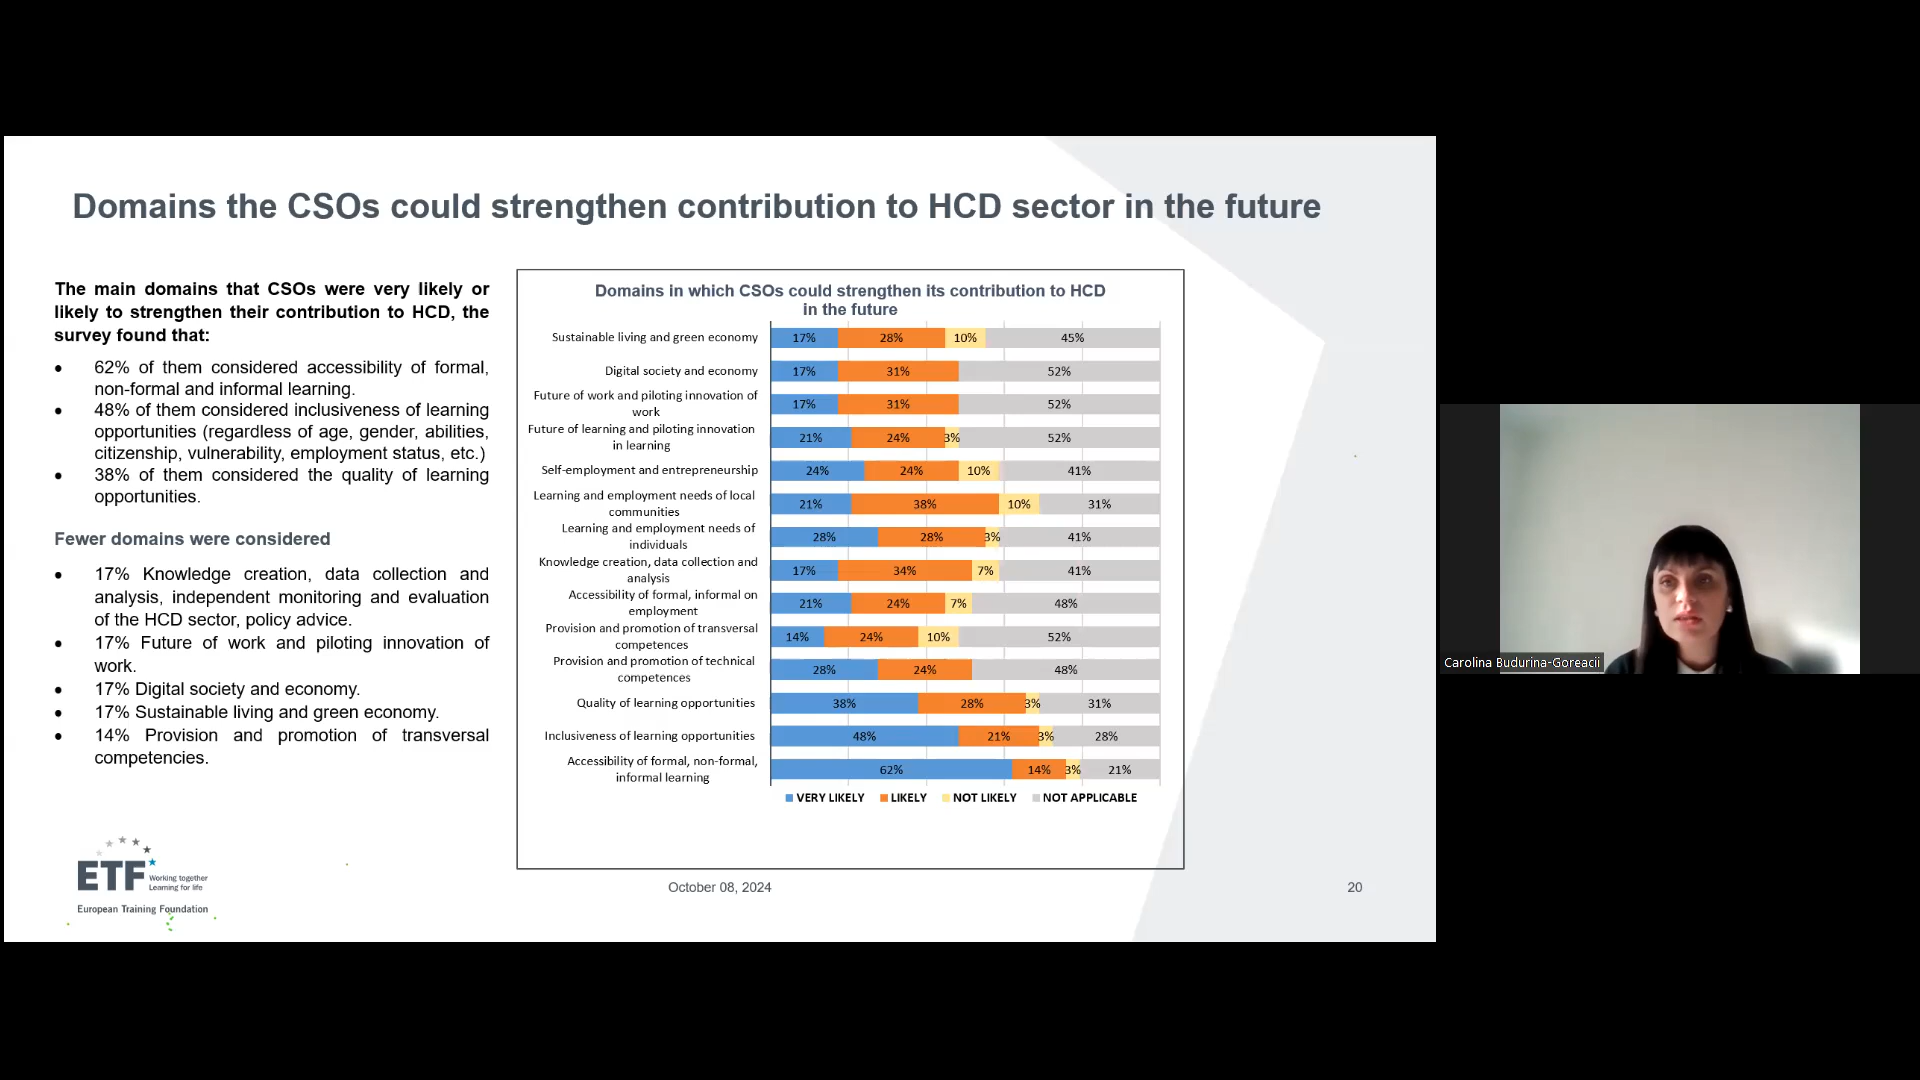 Domains the CSOs could strengthen contribution to HCD sector in the future
The main domains that CSOs were very likely or
likely to strengthen their contribution to HCD, the
survey found that:
• 62% of them considered accessibility of formal,
non-formal and informal learning.
• 48% of them considered inclusiveness of learning
opportunities (regardless of age, gender, abilities,
citizenship, vulnerability, employment status, etc.)
• 38% of them considered the quality of learning
opportunities.
Fewer domains were considered
• 17% Knowledge creation, data collection and
analysis, independent monitoring and evaluation
of the HCD sector, policy advice.
• 17% Future of work and piloting innovation of
work.
• 17% Digital society and economy.
• 17% Sustainable living and green economy.
• 14% Provision and promotion of transversal
competencies.
Domains in which CSOs could strengthen its contribution to HCD
in the future
Sustainable living and green economy 17% 28% 10% 45%
Digital society and economy 17% 31% 52%
Future of work and piloting innovation of
work 17% 31% 52%
Future of learning and piloting innovation
in learning 21% 24% 3% 52%
Self-employment and entrepreneurship 24% 24% 10% 41%
Learning and employment needs of local
communities 21% 38% 10% 31%
Learning and employment needs of
individuals 28% 28% 3% 41%
Knowledge creation, data collection and
analysis 17% 34% 7% 41%
Accessibility of formal, informal on
employment 21% 24% 7% 48%
Provision and promotion of transversal
competences 14% 24% 10% 52%
Provision and promotion of technical
competences 28% 24% 48%
Quality of learning opportunities 38% 28% 3% 31%
Inclusiveness of learning opportunities 48% 21% 3% 28%
Accessibility of formal, non-formal,
informal learning 62% 14% 3% 21%
VERY LIKELY LIKELY NOT LIKELY NOT APPLICABLE
ETF Working together
Learning for life
European Training Foundation
October 08, 2024
20
Carolina Budurina-Goreacii